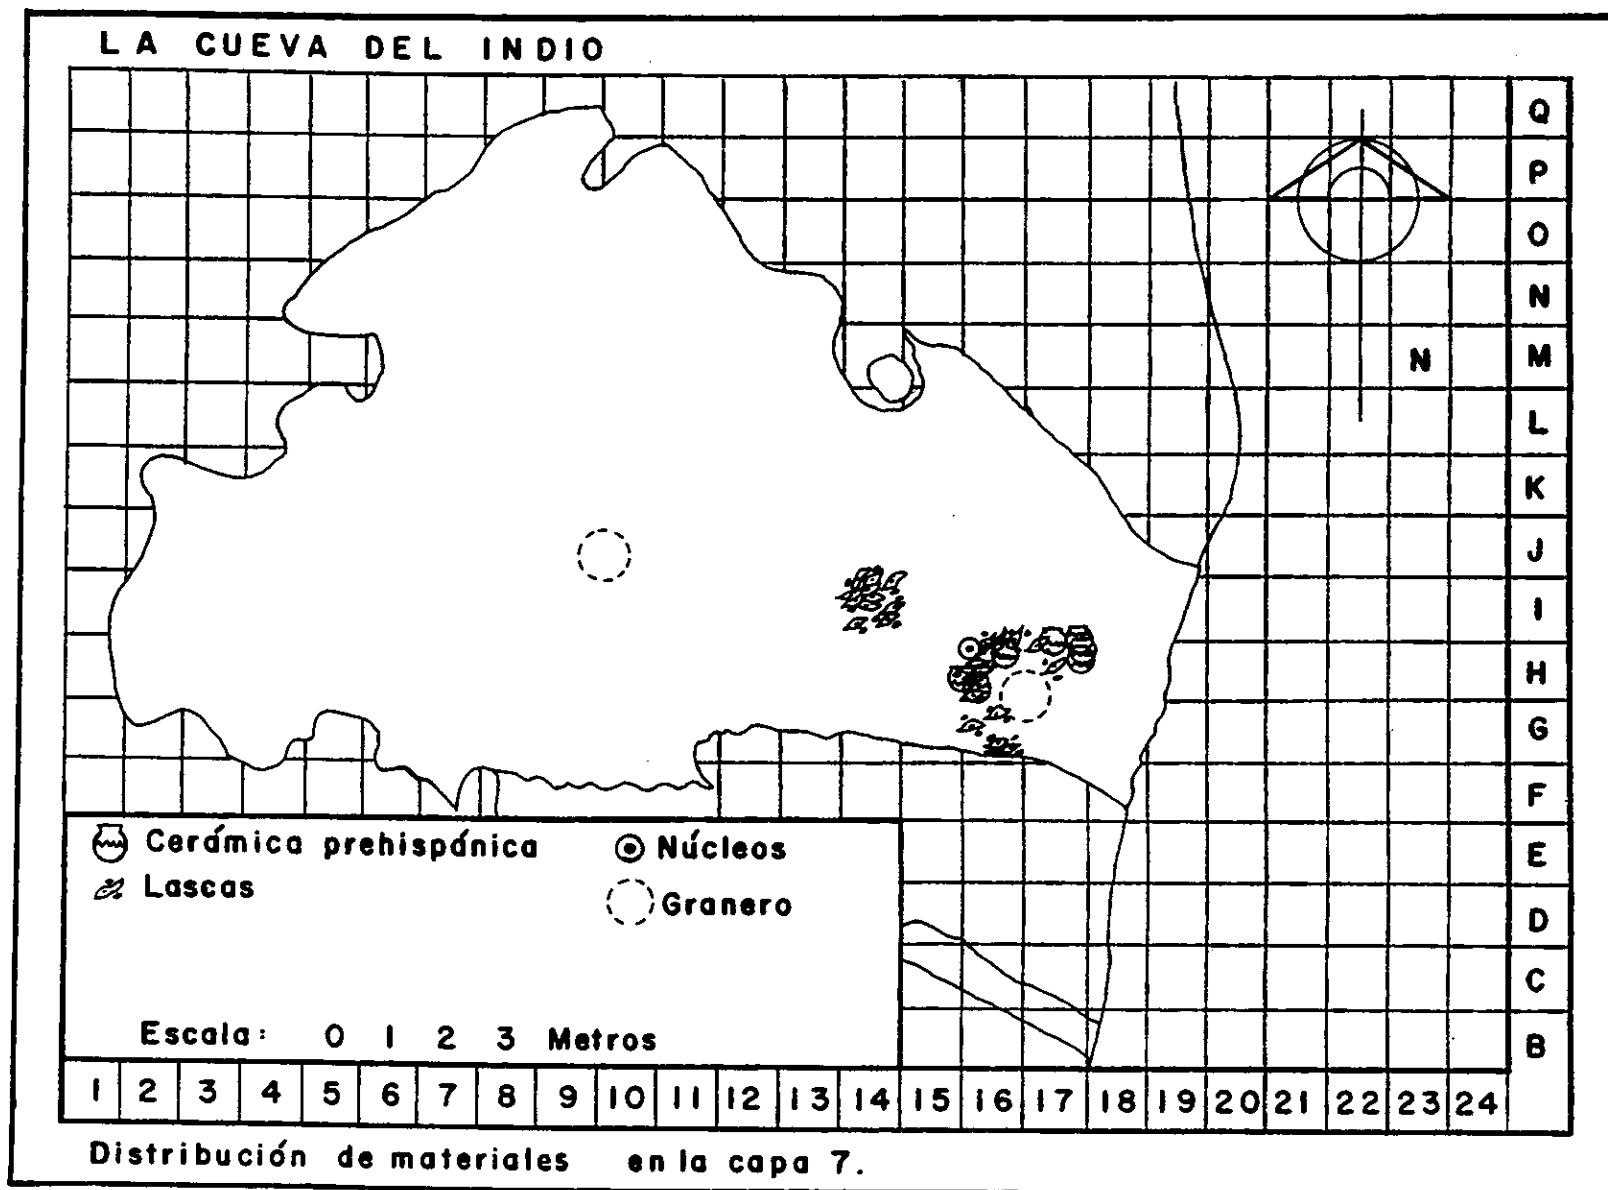 LA CUEVA DEL INDIO
Q
P
O
N
N
M
L
K
J
I
H
G
F
E
D
C
B
Cerámica prehispánica
Núcleos
Lascas
Granero
Escala: 0 1 2 3 Metros
1 2 3 4 5 6 7 8 9 10 11 12 13 14 15 16 17 18 19 20 21 22 23 24
Distribución de materiales en la capa 7.